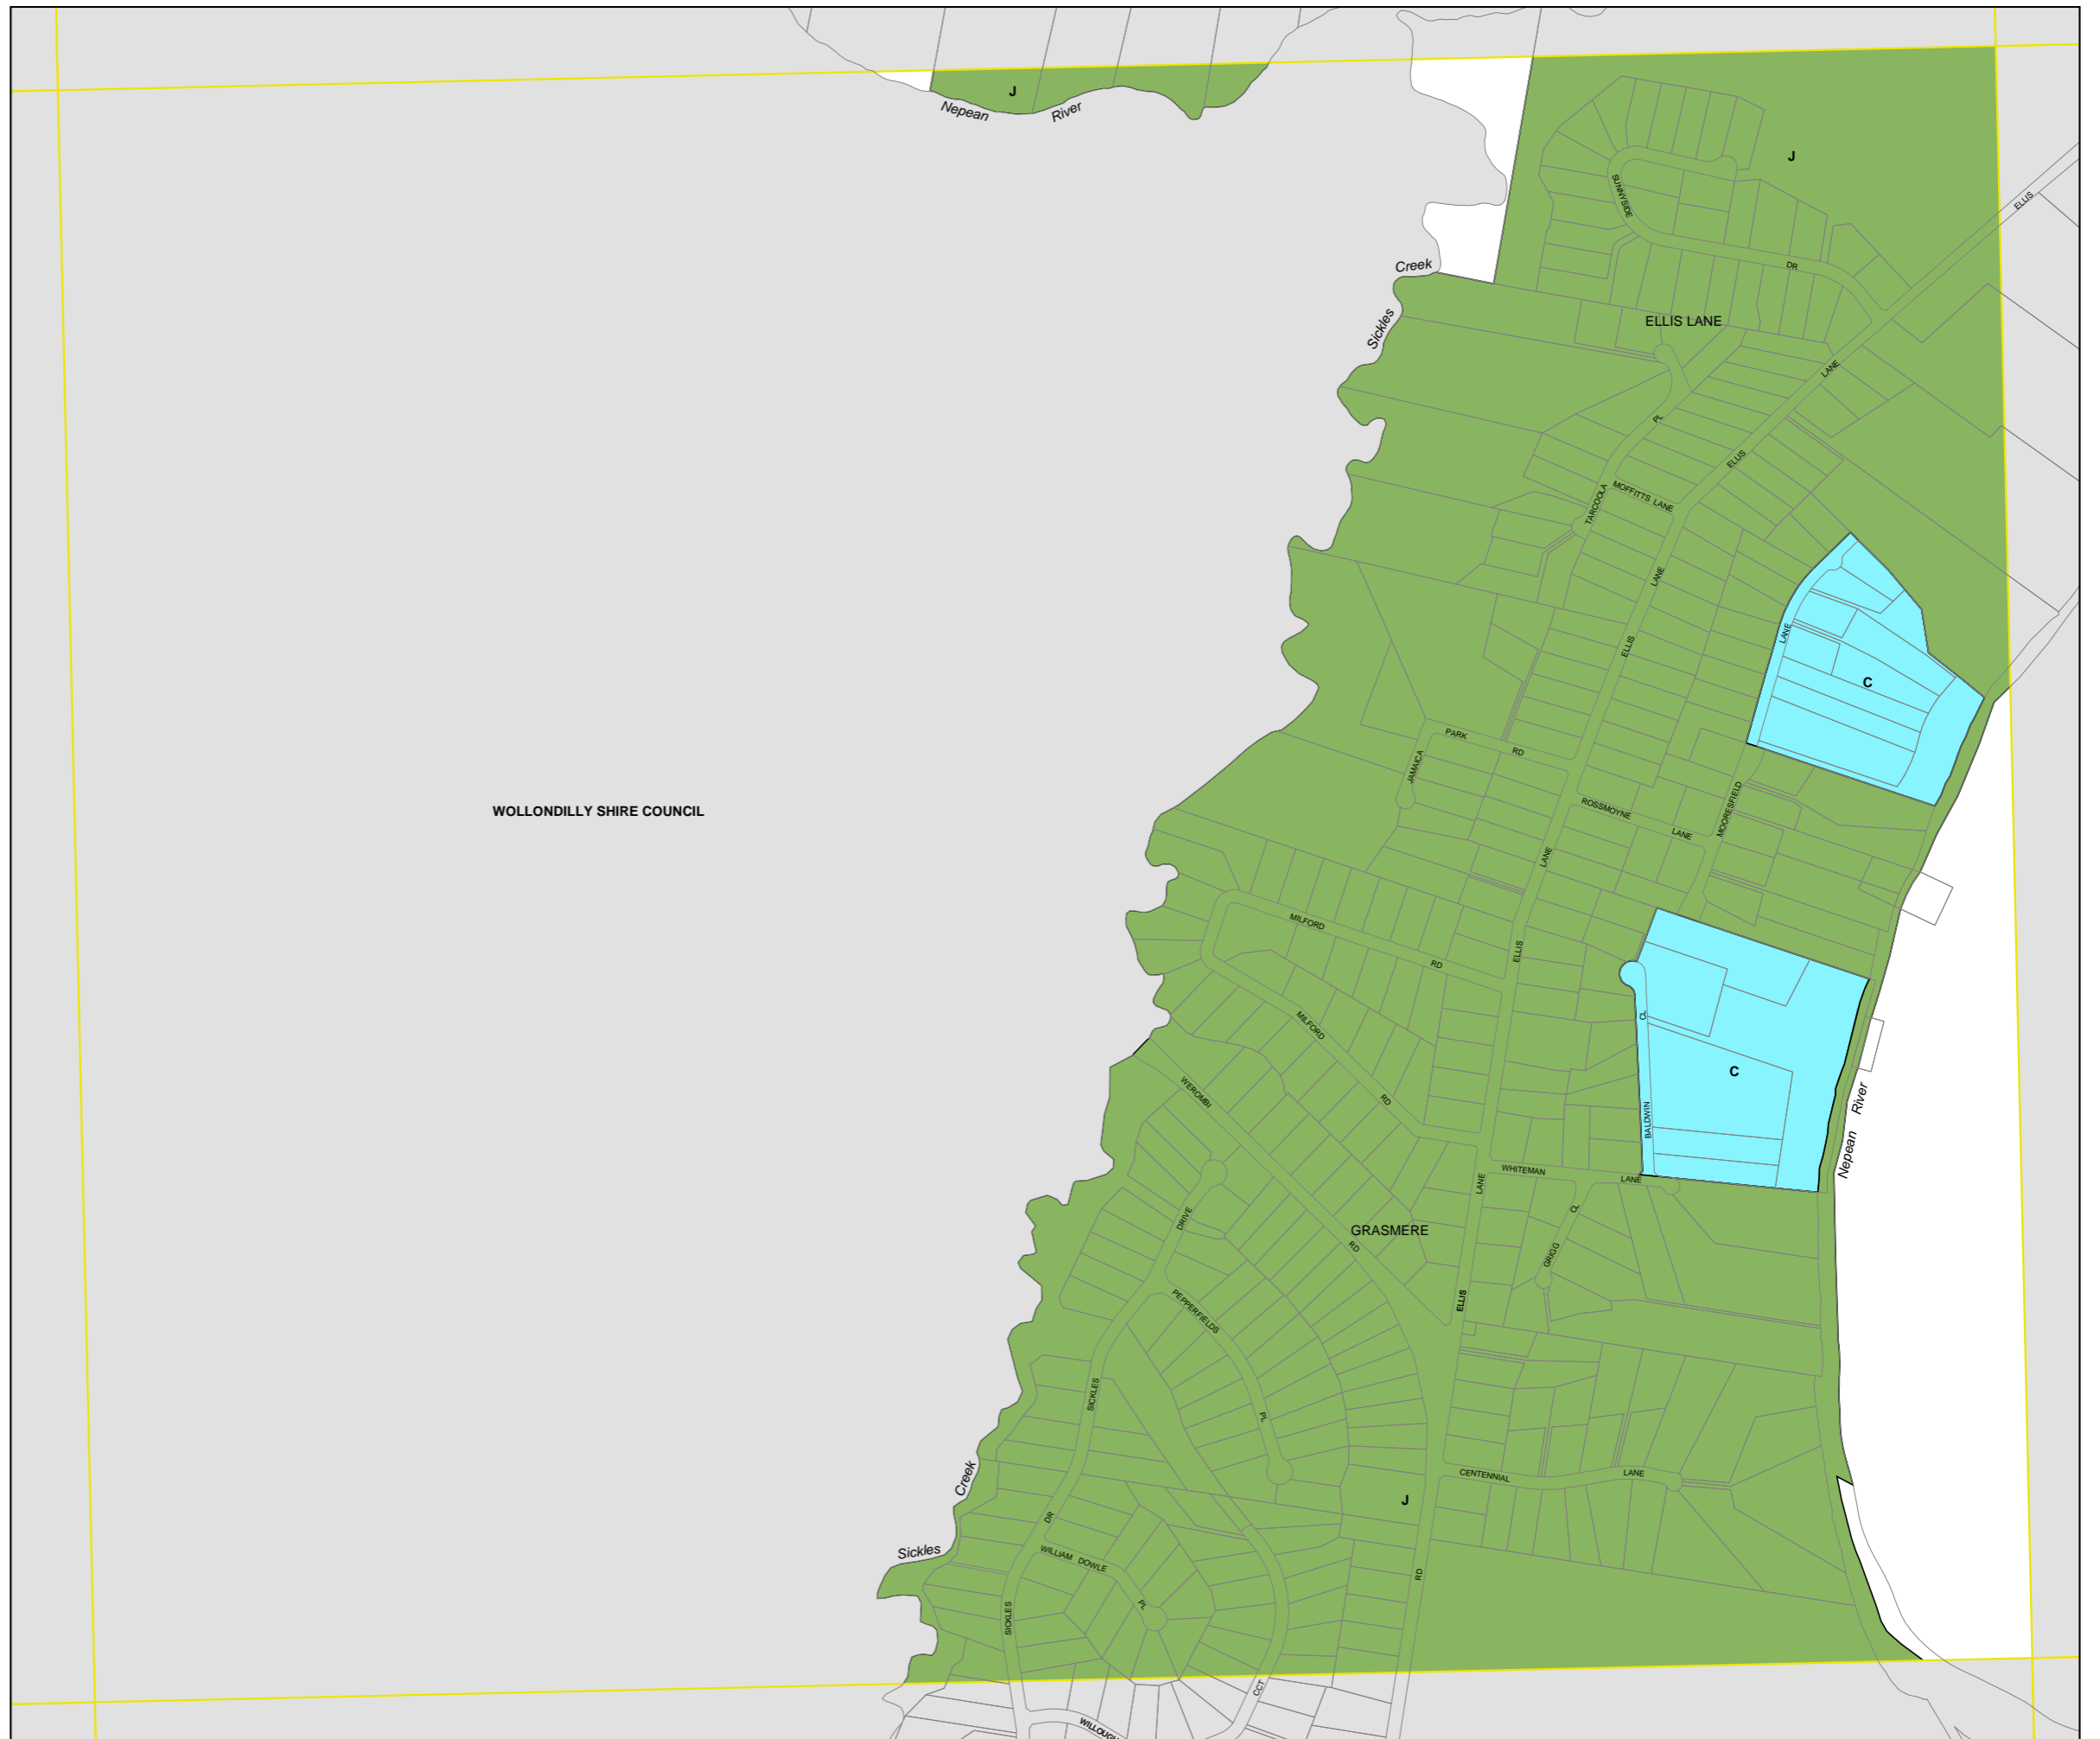 J
Nepean
River
J
SUNNYSIDE
ELLIS
Creek
DR
Sickles
ELLIS LANE
LANE
PL
ELLIS
MOFFITTS LANE
TARCOOLA
LANE
LANE
ELLIS
C
PARK
RD
JAMAICA
WOLLONDILLY SHIRE COUNCIL
ROSSMOYNE
LANE
MOORESFIELD
LANE
MILFORD
RD
ELLIS
CL
MILFORD
C
RD
WEROMBI
River
BALDWIN
Nepean
WHITEMAN
LANE
LANE
CL
DRIVE
GRASMERE
RD
GRIGG
ELLIS
PEPPERFIELDS
SICKLES
PL
Creek
CENTENNIAL
LANE
J
DR
Sickles
WILLIAM DOWLE
RD
PL
SICKLES
CCT
WILLOUGH